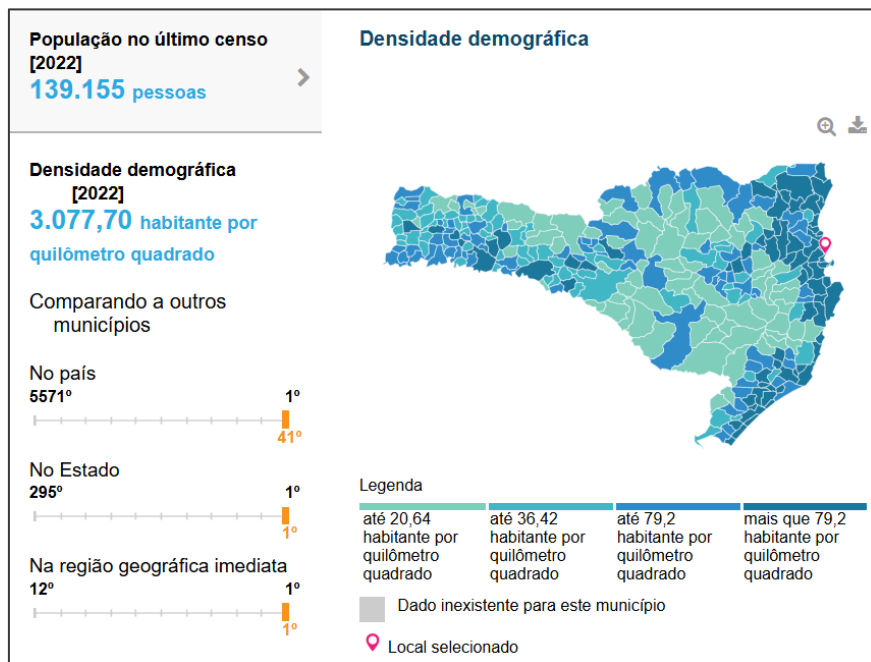 População no último censo
[2022]
139.155 pessoas
Densidade demográfica
[2022]
3.077,70 habitante por
quilômetro quadrado
Comparando a outros
municípios
No país
5571º 1º
41º
No Estado
295º 1º
1º
Na região geográfica imediata
12º 1º
1º
Densidade demográfica
Legenda
até 20,64
habitante por
quilômetro
quadrado
até 36,42
habitante por
quilômetro
quadrado
até 79,2
habitante por
quilômetro
quadrado
mais que 79,2
habitante por
quilômetro
quadrado
Dado inexistente para este município
Local selecionado